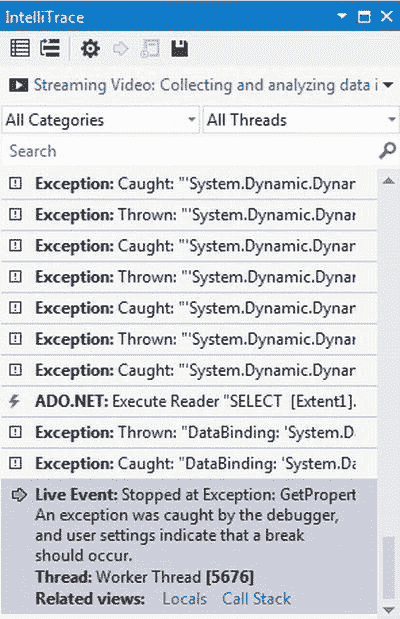 IntelliTrace
Streaming Video: Collecting and analyzing data i
All Categories
All Threads
Search
Exception: Caught: "'System.Dynamic.Dynar
Exception: Thrown: "'System.Dynamic.Dynar
Exception: Caught: "'System.Dynamic.Dynar
Exception: Thrown: "'System.Dynamic.Dynar
Exception: Caught: "'System.Dynamic.Dynar
Exception: Thrown: "'System.Dynamic.Dynar
Exception: Caught: "'System.Dynamic.Dynar
ADO.NET: Execute Reader "SELECT [Extent1].
Exception: Thrown: "DataBinding: 'System.D
Exception: Caught: "DataBinding: 'System.Da
Live Event: Stopped at Exception: GetPropert
An exception was caught by the debugger,
and user settings indicate that a break
should occur.
Thread: Worker Thread [5676]
Related views: Locals Call Stack